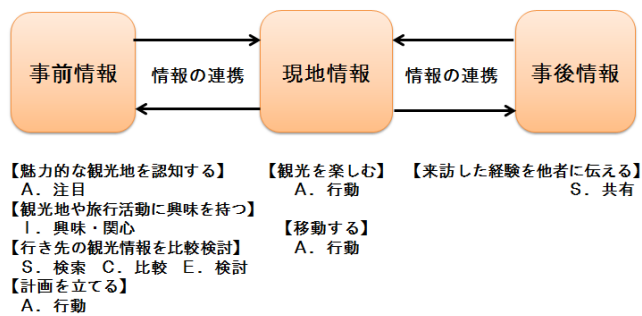 事前情報
情報の連携
現地情報
情報の連携
事後情報
【魅力的な観光地を認知する】
A．注目
【観光地や旅行活動に興味を持つ】
I．興味・関心
【行き先の観光情報を比較検討】
S．検索　C．比較　E．検討
【計画を立てる】
A．行動
【観光を楽しむ】
A．行動
【移動する】
A．行動
【来訪した経験を他者に伝える】
S．共有